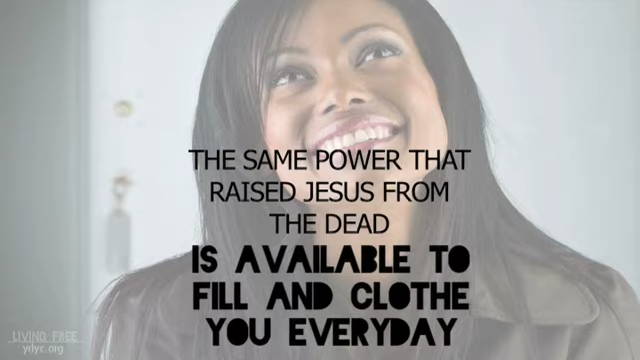 THE SAME POWER THAT
RAISED JESUS FROM
THE DEAD
IS AVAILABLE TO
FILL AND CLOTHE
YOU EVERYDAY
LIVING FREE
ydyc.org